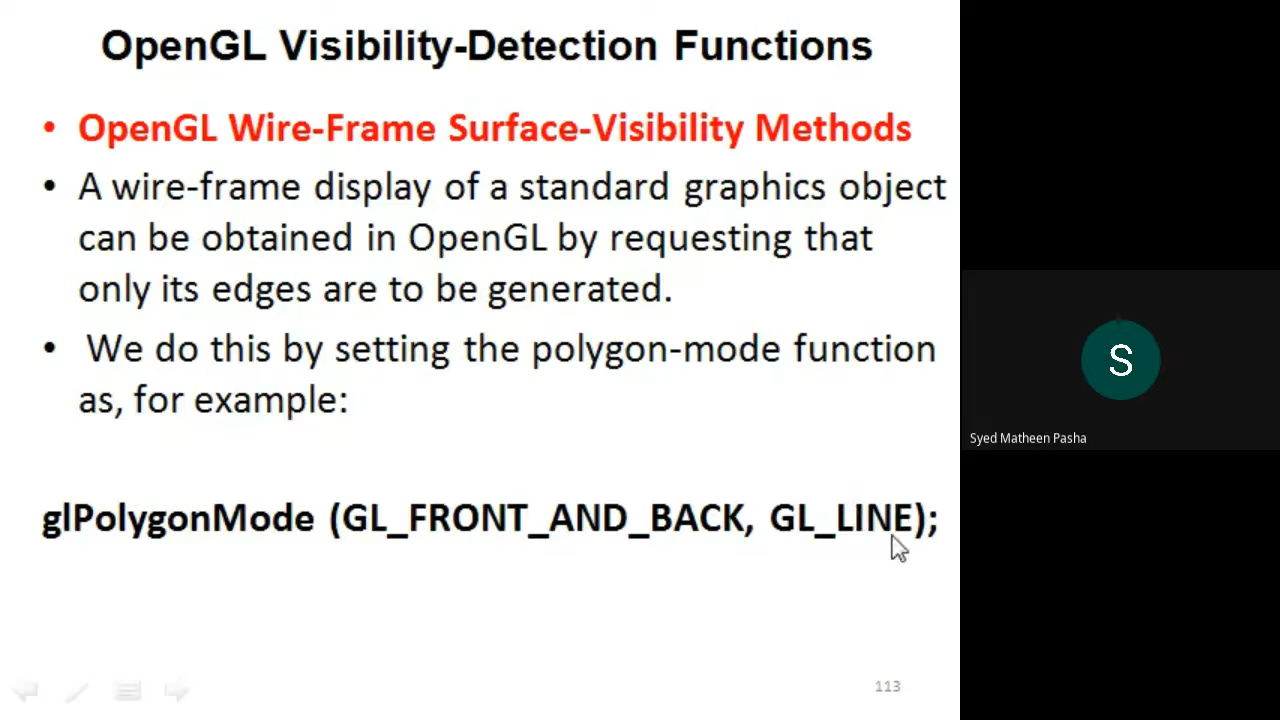 OpenGL Visibility-Detection Functions
• OpenGL Wire-Frame Surface-Visibility Methods
• A wire-frame display of a standard graphics object
can be obtained in OpenGL by requesting that
only its edges are to be generated.
• We do this by setting the polygon-mode function
as, for example:
glPolygonMode (GL_FRONT_AND_BACK, GL_LINE);
113
S
Syed Matheen Pasha